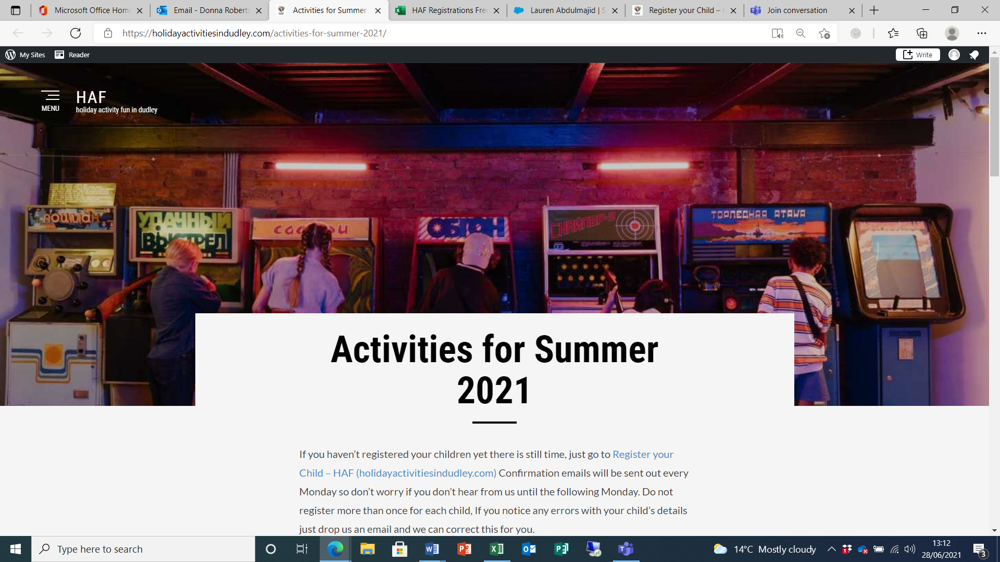 Microsoft Office Hom
Email - Donna Roberts
Activities for Summer
HAF Registrations Free
Lauren Abdulmajid | S
Register your Child –
Join conversation
https://holidayactivitiesindudley.com/activities-for-summer-2021/
My Sites
Reader
Write
MENU
HAF
holiday activity fun in dudley
УДАЧНЫЙ
ВЫСТРЕЛ
сафари
ОБГОН
СНАЙПЕР-2
ТОРПЕДНАЯ АТАКА
Activities for Summer
2021
If you haven’t registered your children yet there is still time, just go to Register your
Child – HAF (holidayactivitiesindudley.com) Confirmation emails will be sent out every
Monday so don’t worry if you don’t hear from us until the following Monday. Do not
register more than once for each child, If you notice any errors with your child’s details
just drop us an email and we can correct this for you.
Type here to search
14°C Mostly cloudy
13:12
28/06/2021
3